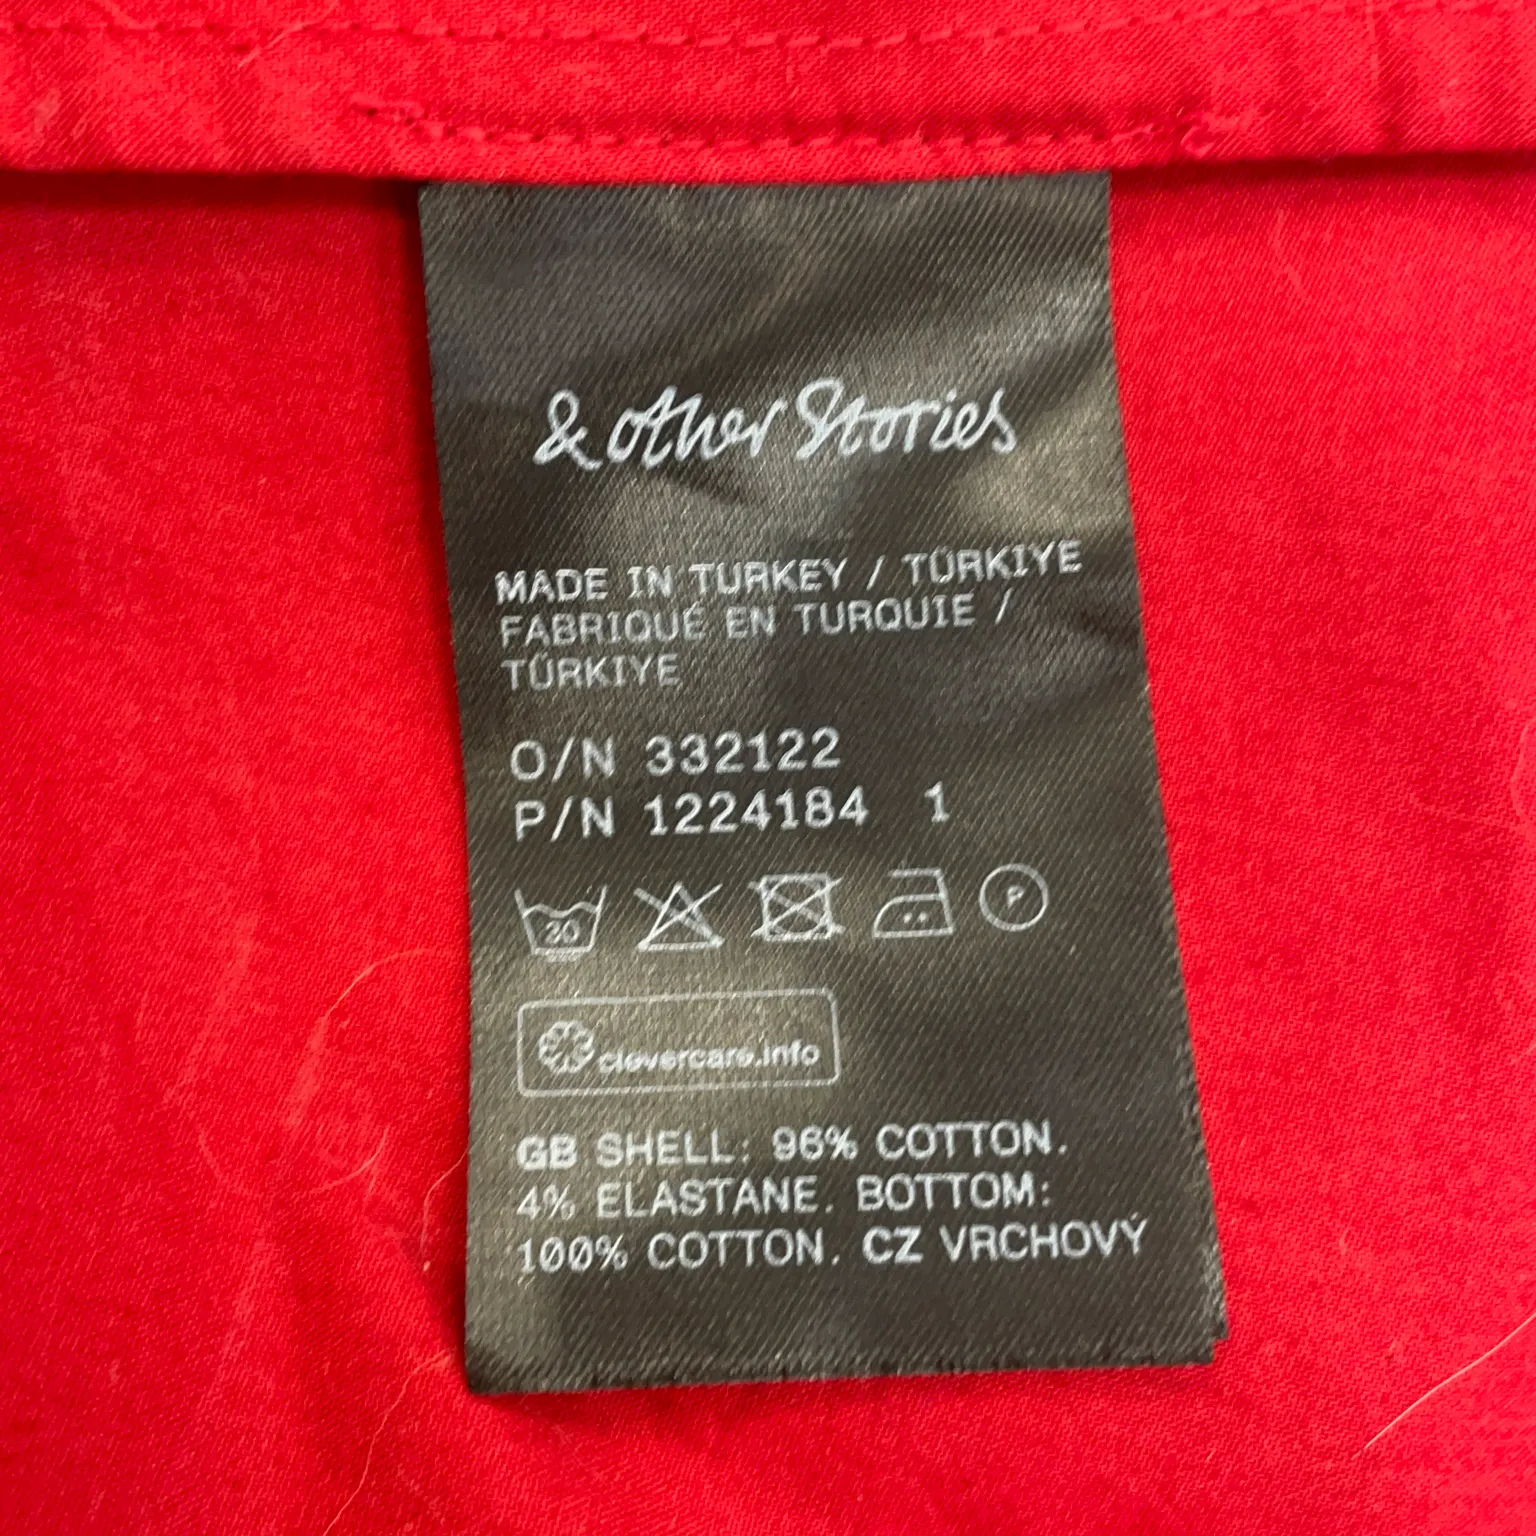 & other Stories
MADE IN TURKEY / TÜRKIYE
FABRIQUÉ EN TURQUIE /
TÜRKIYE
O/N 332122
P/N 1224184 1
30 P
clevercare.info
GB SHELL: 96% COTTON.
4% ELASTANE. BOTTOM:
100% COTTON. CZ VRCHOVÝ